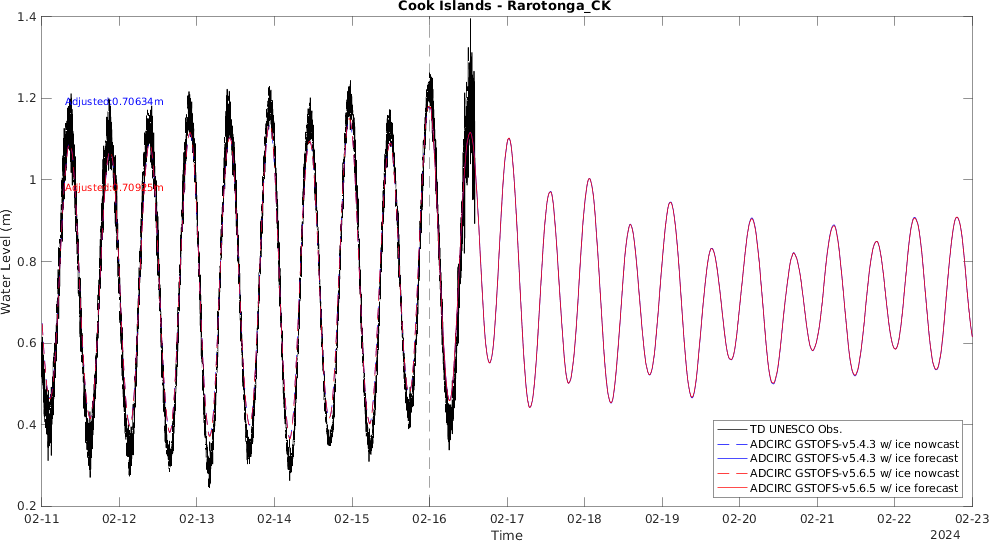 Cook Islands - Rarotonga_CK
1.4
1.2
1
0.8
0.6
0.4
0.2
Water Level (m)
Adjusted:0.70634m
Adjusted:0.70925m
TD UNESCO Obs.
ADCIRC GSTOFS-v5.4.3 w/ ice nowcast
ADCIRC GSTOFS-v5.4.3 w/ ice forecast
ADCIRC GSTOFS-v5.6.5 w/ ice nowcast
ADCIRC GSTOFS-v5.6.5 w/ ice forecast
02-11 02-12 02-13 02-14 02-15 02-16 02-17 02-18 02-19 02-20 02-21 02-22 02-23
Time
2024